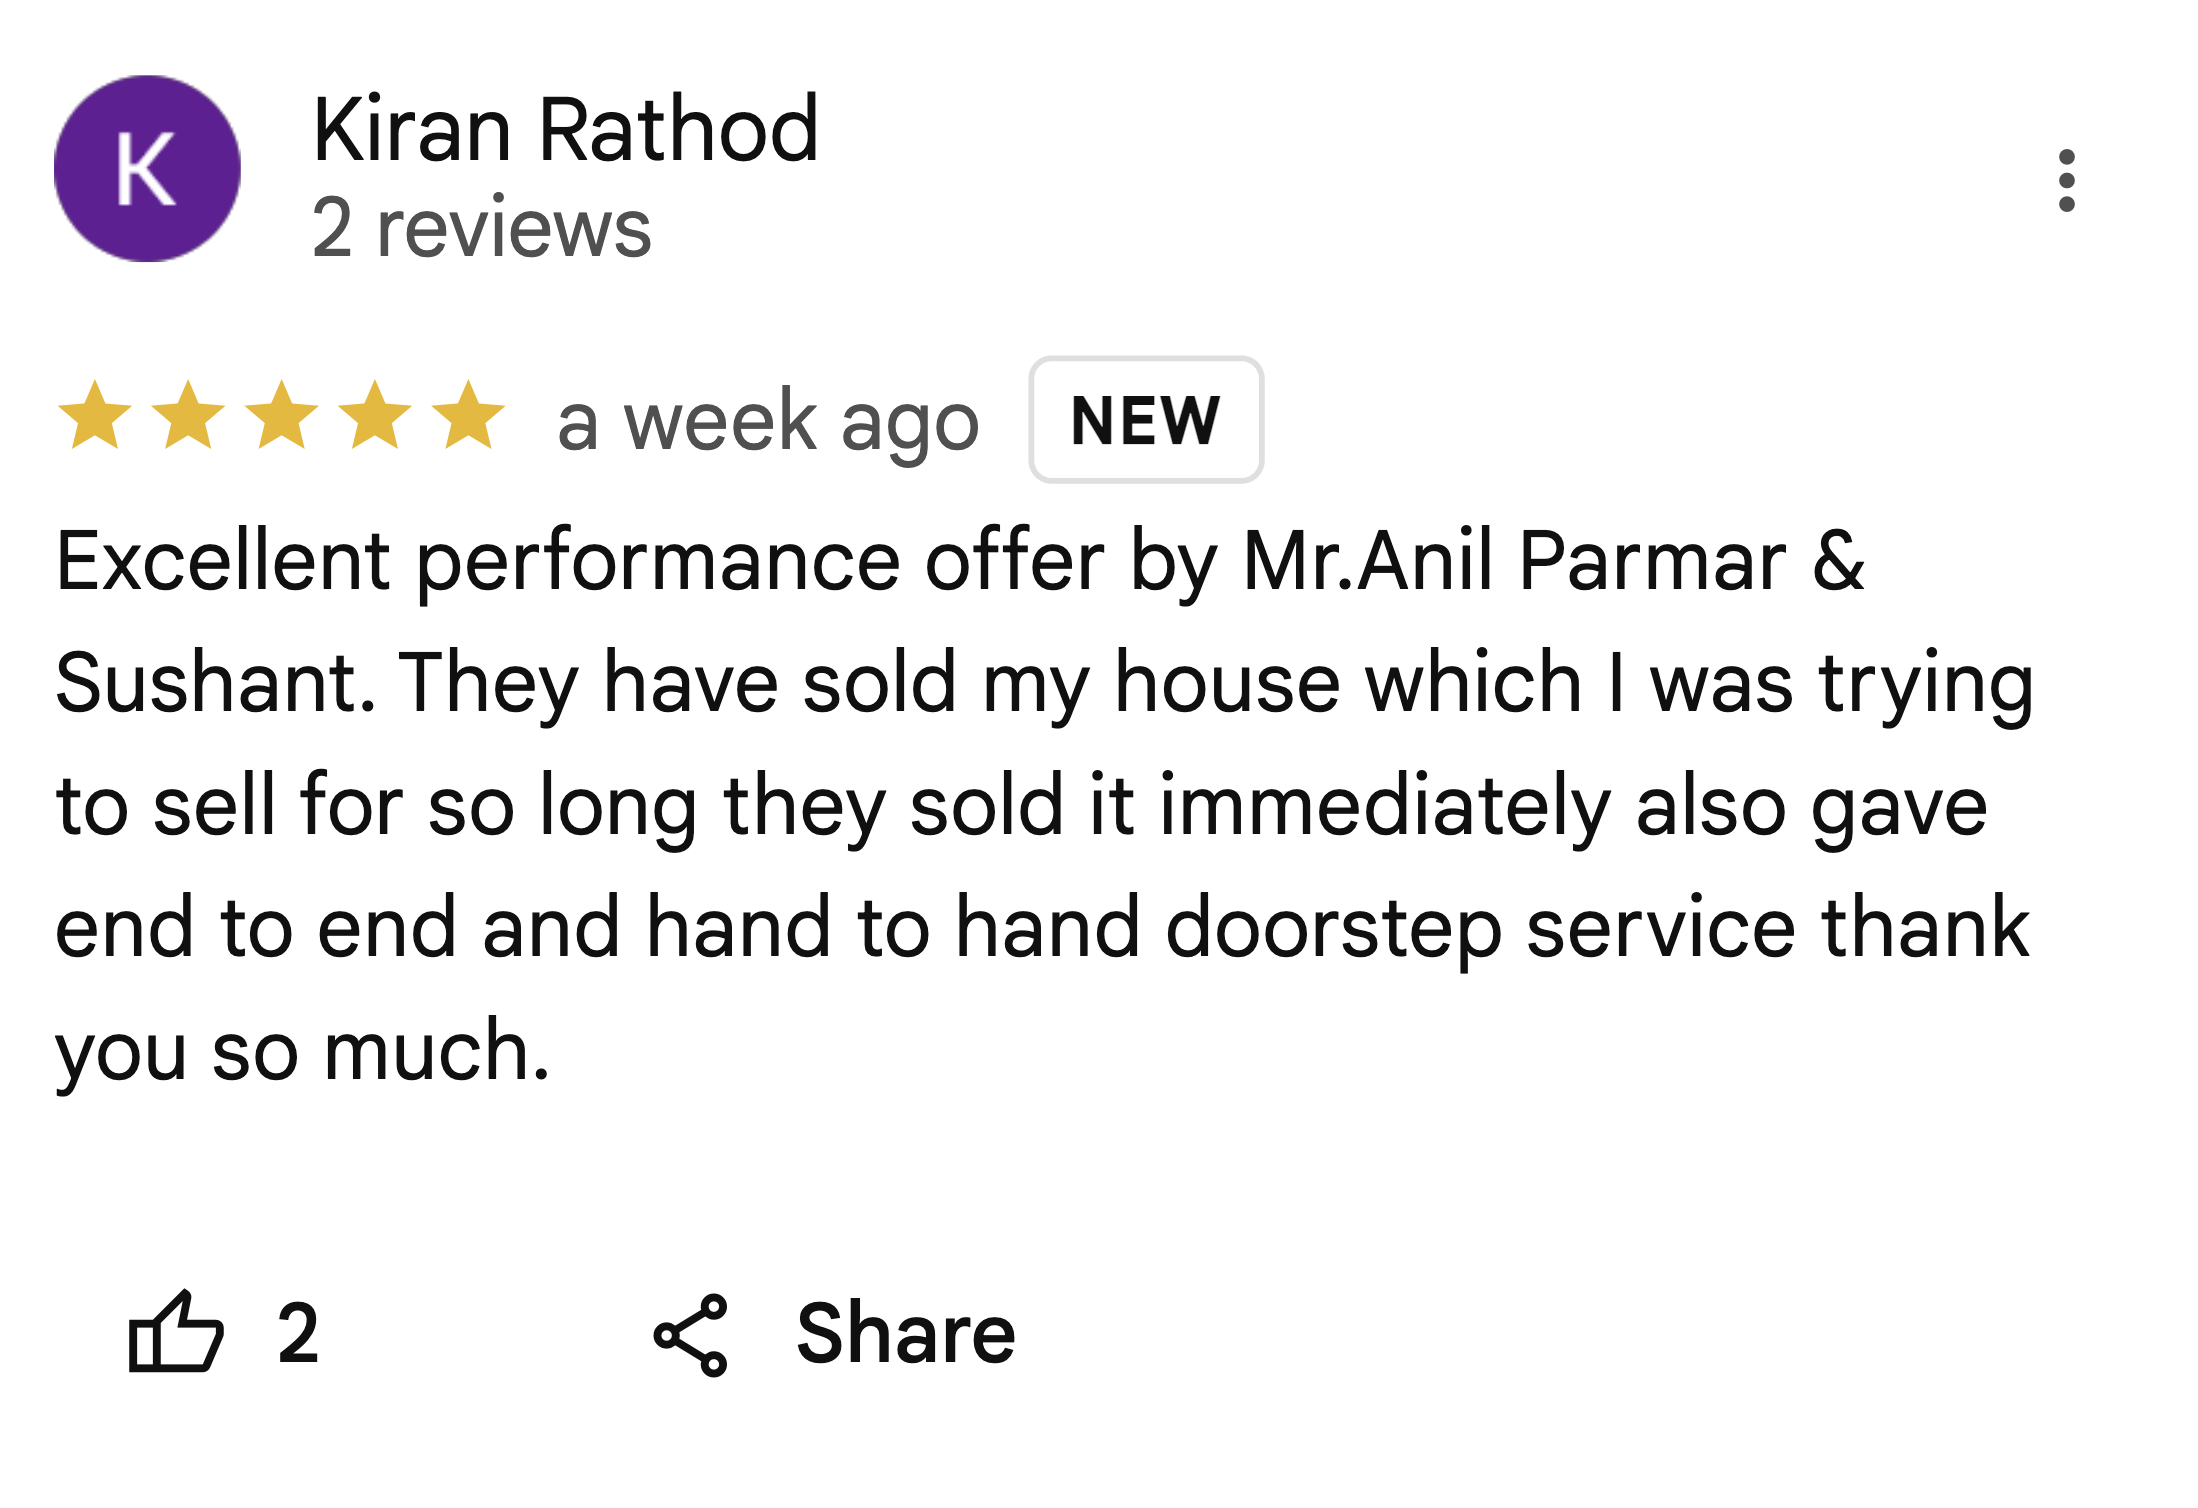 K
Kiran Rathod
2 reviews
a week ago NEW
Excellent performance offer by Mr.Anil Parmar &
Sushant. They have sold my house which I was trying
to sell for so long they sold it immediately also gave
end to end and hand to hand doorstep service thank
you so much.
2 Share